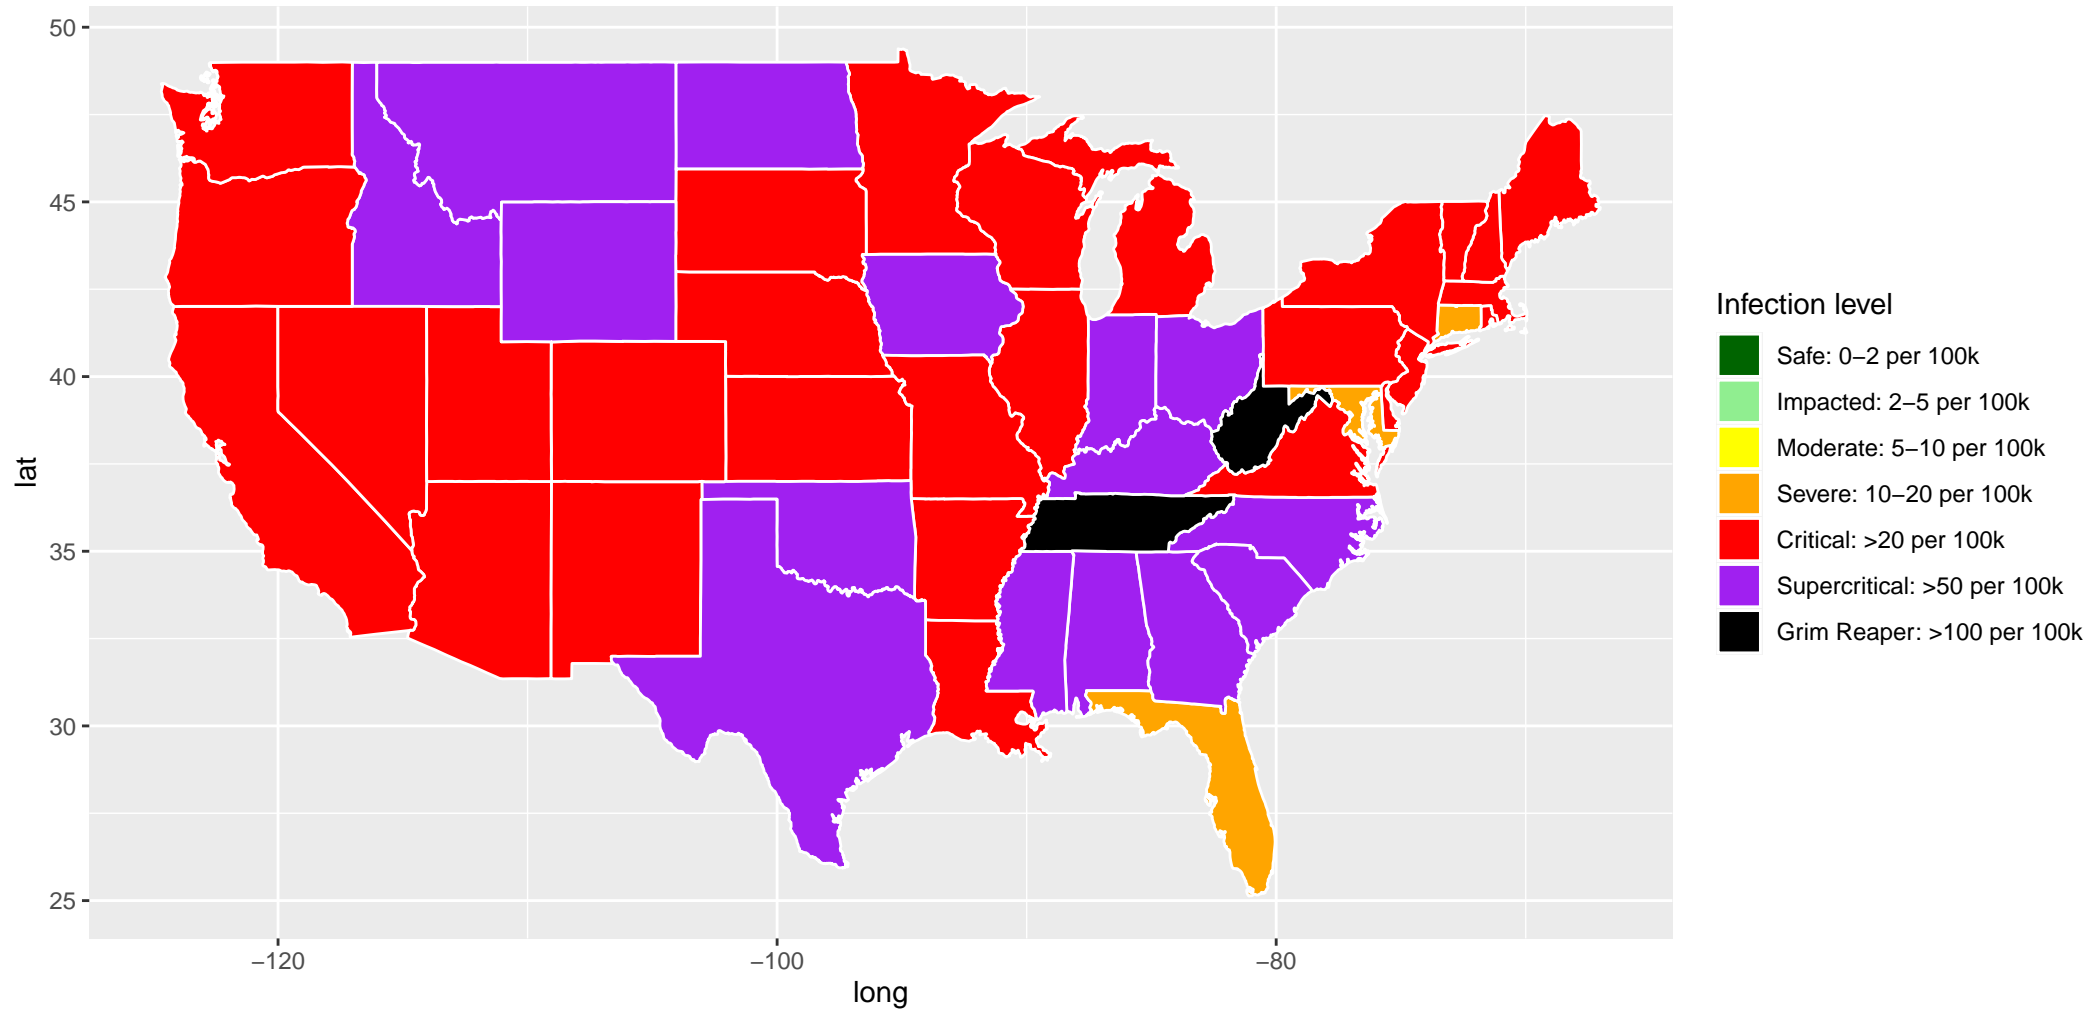 50
45
40
35
30
25
lat
−120
−100
−80
long
Infection level
Safe: 0−2 per 100k
Impacted: 2−5 per 100k
Moderate: 5−10 per 100k
Severe: 10−20 per 100k
Critical: >20 per 100k
Supercritical: >50 per 100k
Grim Reaper: >100 per 100k